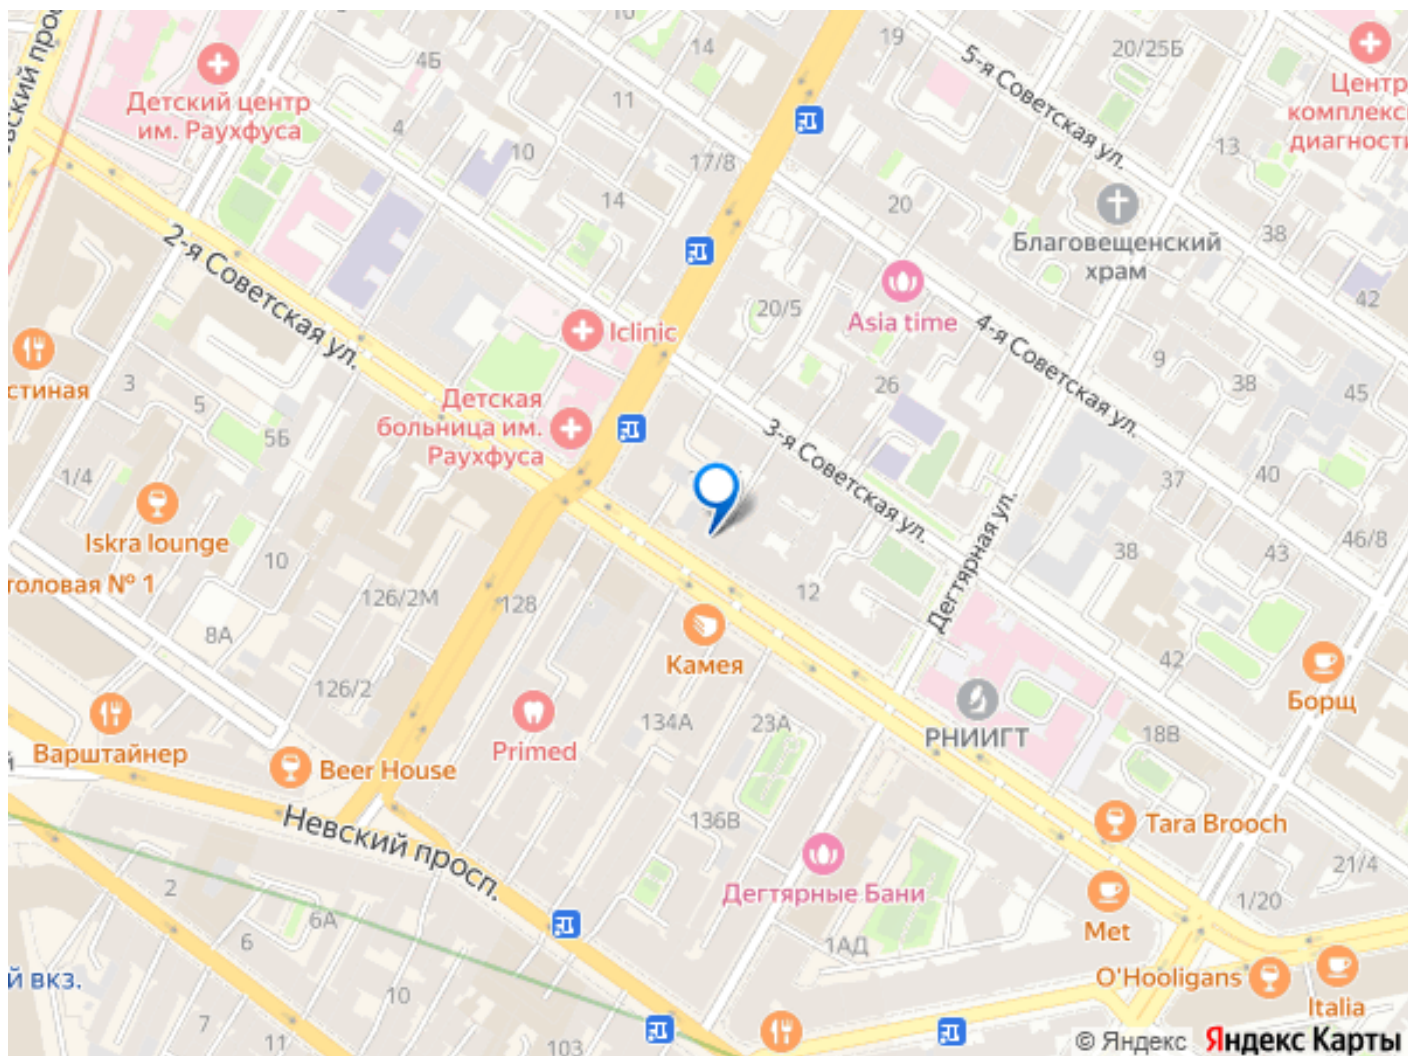 10
14
19
20/25Б
5-я Советская ул.
Центр
комплексн
диагности
4Б
Детский центр
им. Раухфуса
11
4
10
17/8
13
20
14
Благовещенский
храм
38
2-я Советская ул.
20/5
Asia time
42
4-я Советская ул.
Iclinic
9
3
26
38
45
стиная
Детская
больница им.
Раухфуса
5
5Б
3-я Советская ул.
40
37
1/4
Iskra lounge
46/8
43
38
10
толовая № 1
126/2М
128
12
Дегтярная ул.
8А
Камея
42
126/2
Борщ
134А
23А
РНИИГТ
18В
Варштайнер
Primed
й
Beer House
Невский просп.
136В
Tara Brooch
21/4
2
Дегтярные Бани
1/20
6А
6
Met
1АД
й вкз.
O'Hooligans
10
Italia
7
11
103
© Яндекс Яндекс Карты